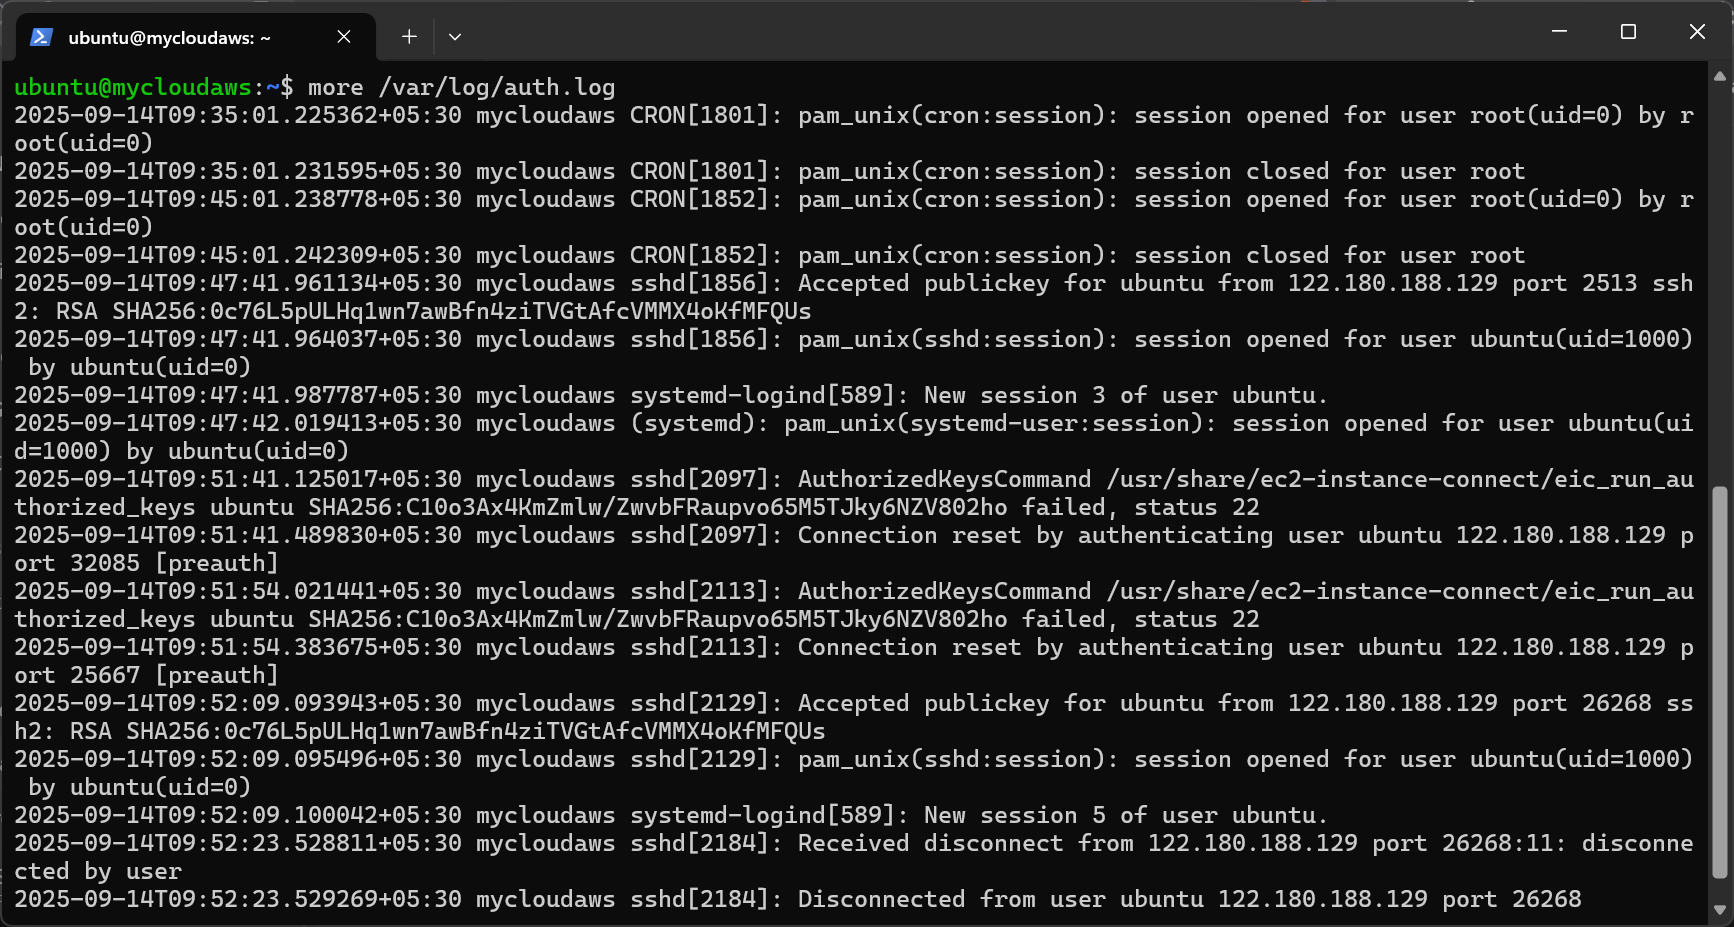 ubuntu@mycloudaws: ~
ubuntu@mycloudaws:~$ more /var/log/auth.log
2025-09-14T09:35:01.225362+05:30 mycloudaws CRON[1801]: pam_unix(cron:session): session opened for user root(uid=0) by r
oot(uid=0)
2025-09-14T09:35:01.231595+05:30 mycloudaws CRON[1801]: pam_unix(cron:session): session closed for user root
2025-09-14T09:45:01.238778+05:30 mycloudaws CRON[1852]: pam_unix(cron:session): session opened for user root(uid=0) by r
oot(uid=0)
2025-09-14T09:45:01.242309+05:30 mycloudaws CRON[1852]: pam_unix(cron:session): session closed for user root
2025-09-14T09:47:41.961134+05:30 mycloudaws sshd[1856]: Accepted publickey for ubuntu from 122.180.188.129 port 2513 ssh
2: RSA SHA256:0c76L5pULHq1wn7awBfn4ziTVGtAfcVMMX4oKfMFQUs
2025-09-14T09:47:41.964037+05:30 mycloudaws sshd[1856]: pam_unix(sshd:session): session opened for user ubuntu(uid=1000)
 by ubuntu(uid=0)
2025-09-14T09:47:41.987787+05:30 mycloudaws systemd-logind[589]: New session 3 of user ubuntu.
2025-09-14T09:47:42.019413+05:30 mycloudaws (systemd): pam_unix(systemd-user:session): session opened for user ubuntu(ui
d=1000) by ubuntu(uid=0)
2025-09-14T09:51:41.125017+05:30 mycloudaws sshd[2097]: AuthorizedKeysCommand /usr/share/ec2-instance-connect/eic_run_au
thorized_keys ubuntu SHA256:C10o3Ax4KmZmlw/ZwvbFRaupvo65M5TJky6NZV802ho failed, status 22
2025-09-14T09:51:41.489830+05:30 mycloudaws sshd[2097]: Connection reset by authenticating user ubuntu 122.180.188.129 p
ort 32085 [preauth]
2025-09-14T09:51:54.021441+05:30 mycloudaws sshd[2113]: AuthorizedKeysCommand /usr/share/ec2-instance-connect/eic_run_au
thorized_keys ubuntu SHA256:C10o3Ax4KmZmlw/ZwvbFRaupvo65M5TJky6NZV802ho failed, status 22
2025-09-14T09:51:54.383675+05:30 mycloudaws sshd[2113]: Connection reset by authenticating user ubuntu 122.180.188.129 p
ort 25667 [preauth]
2025-09-14T09:52:09.093943+05:30 mycloudaws sshd[2129]: Accepted publickey for ubuntu from 122.180.188.129 port 26268 ss
h2: RSA SHA256:0c76L5pULHq1wn7awBfn4ziTVGtAfcVMMX4oKfMFQUs
2025-09-14T09:52:09.095496+05:30 mycloudaws sshd[2129]: pam_unix(sshd:session): session opened for user ubuntu(uid=1000)
 by ubuntu(uid=0)
2025-09-14T09:52:09.100042+05:30 mycloudaws systemd-logind[589]: New session 5 of user ubuntu.
2025-09-14T09:52:23.528811+05:30 mycloudaws sshd[2184]: Received disconnect from 122.180.188.129 port 26268:11: disconne
cted by user
2025-09-14T09:52:23.529269+05:30 mycloudaws sshd[2184]: Disconnected from user ubuntu 122.180.188.129 port 26268